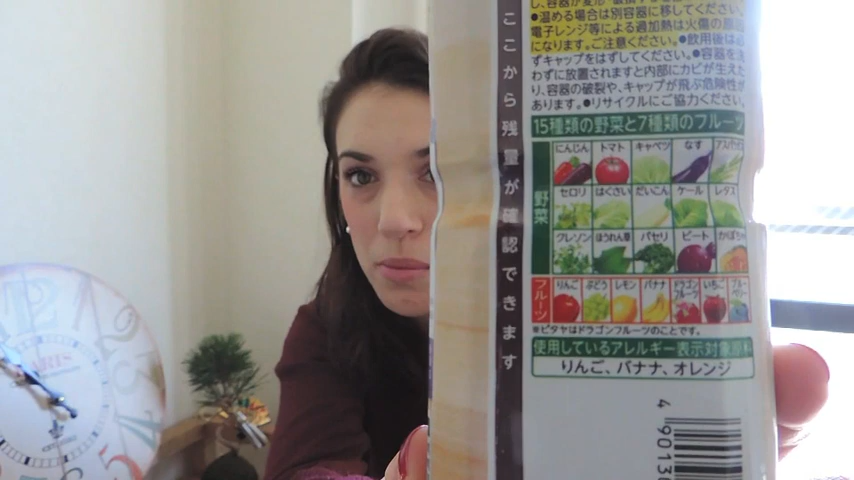 ここから残量が確認できます
●温める場合は別容器に移してください。
電子レンジ等による過加熱は火傷の原因
になります。ご注意ください。●飲用後は必
ずキャップをはずしてください。●容器を洗
わずに放置されますと内部にカビが生えた
り、容器の破裂や、キャップが飛ぶ危険性が
あります。●リサイクルにご協力ください。
15種類の野菜と7種類のフルーツ
野菜
にんじん トマト キャベツ なす アスパラ
セロリ はくさい だいこん ケール レタス
クレソン ほうれん草 パセリ ビート かぼちゃ
フルーツ
りんご ぶどう レモン バナナ ドラゴンフルーツ いちご ブルー
※ピタヤはドラゴンフルーツのことです。
使用しているアレルギー表示対象原料
りんご、バナナ、オレンジ
4 9013
PARIS